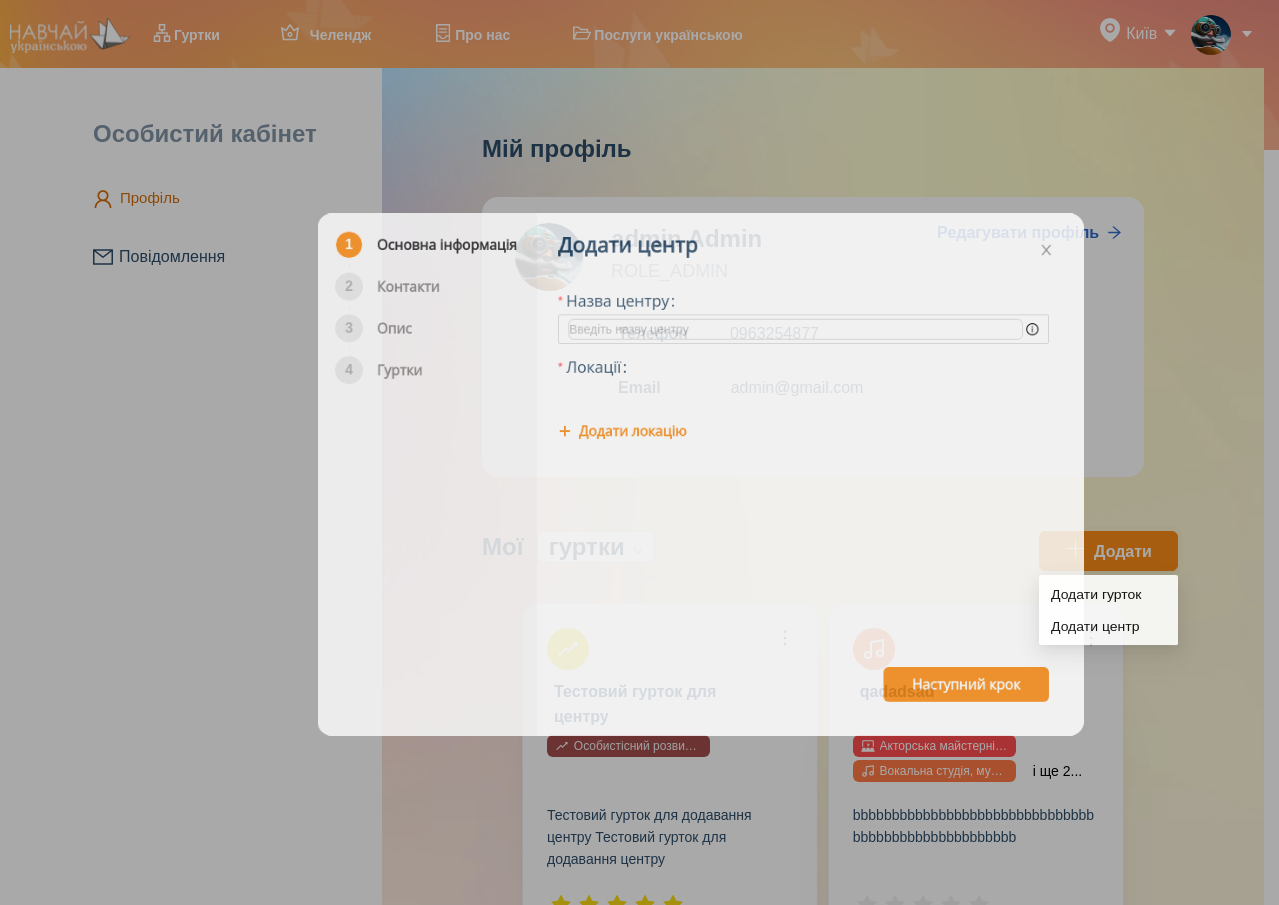 НАВЧАЙ
українською
Гуртки
Челендж
Про нас
Послуги українською
Київ
Особистий кабінет
Профіль
Повідомлення
Мій профіль
admin Admin
ROLE_ADMIN
Редагувати профіль
Телефон
0963254877
Email
admin@gmail.com
1
Основна інформація
2
Контакти
3
Опис
4
Гуртки
Додати центр
* Назва центру:
Введіть назву центру
* Локації:
+ Додати локацію
Наступний крок
Мої гуртки
+ Додати
Додати гурток
Додати центр
Тестовий гурток для
центру
Особистісний розви...
Тестовий гурток для додавання
центру Тестовий гурток для
додавання центру
qadadsad
Акторська майстерні...
Вокальна студія, му...
і ще 2...
bbbbbbbbbbbbbbbbbbbbbbbbbbbbbbb
bbbbbbbbbbbbbbbbbbbbb